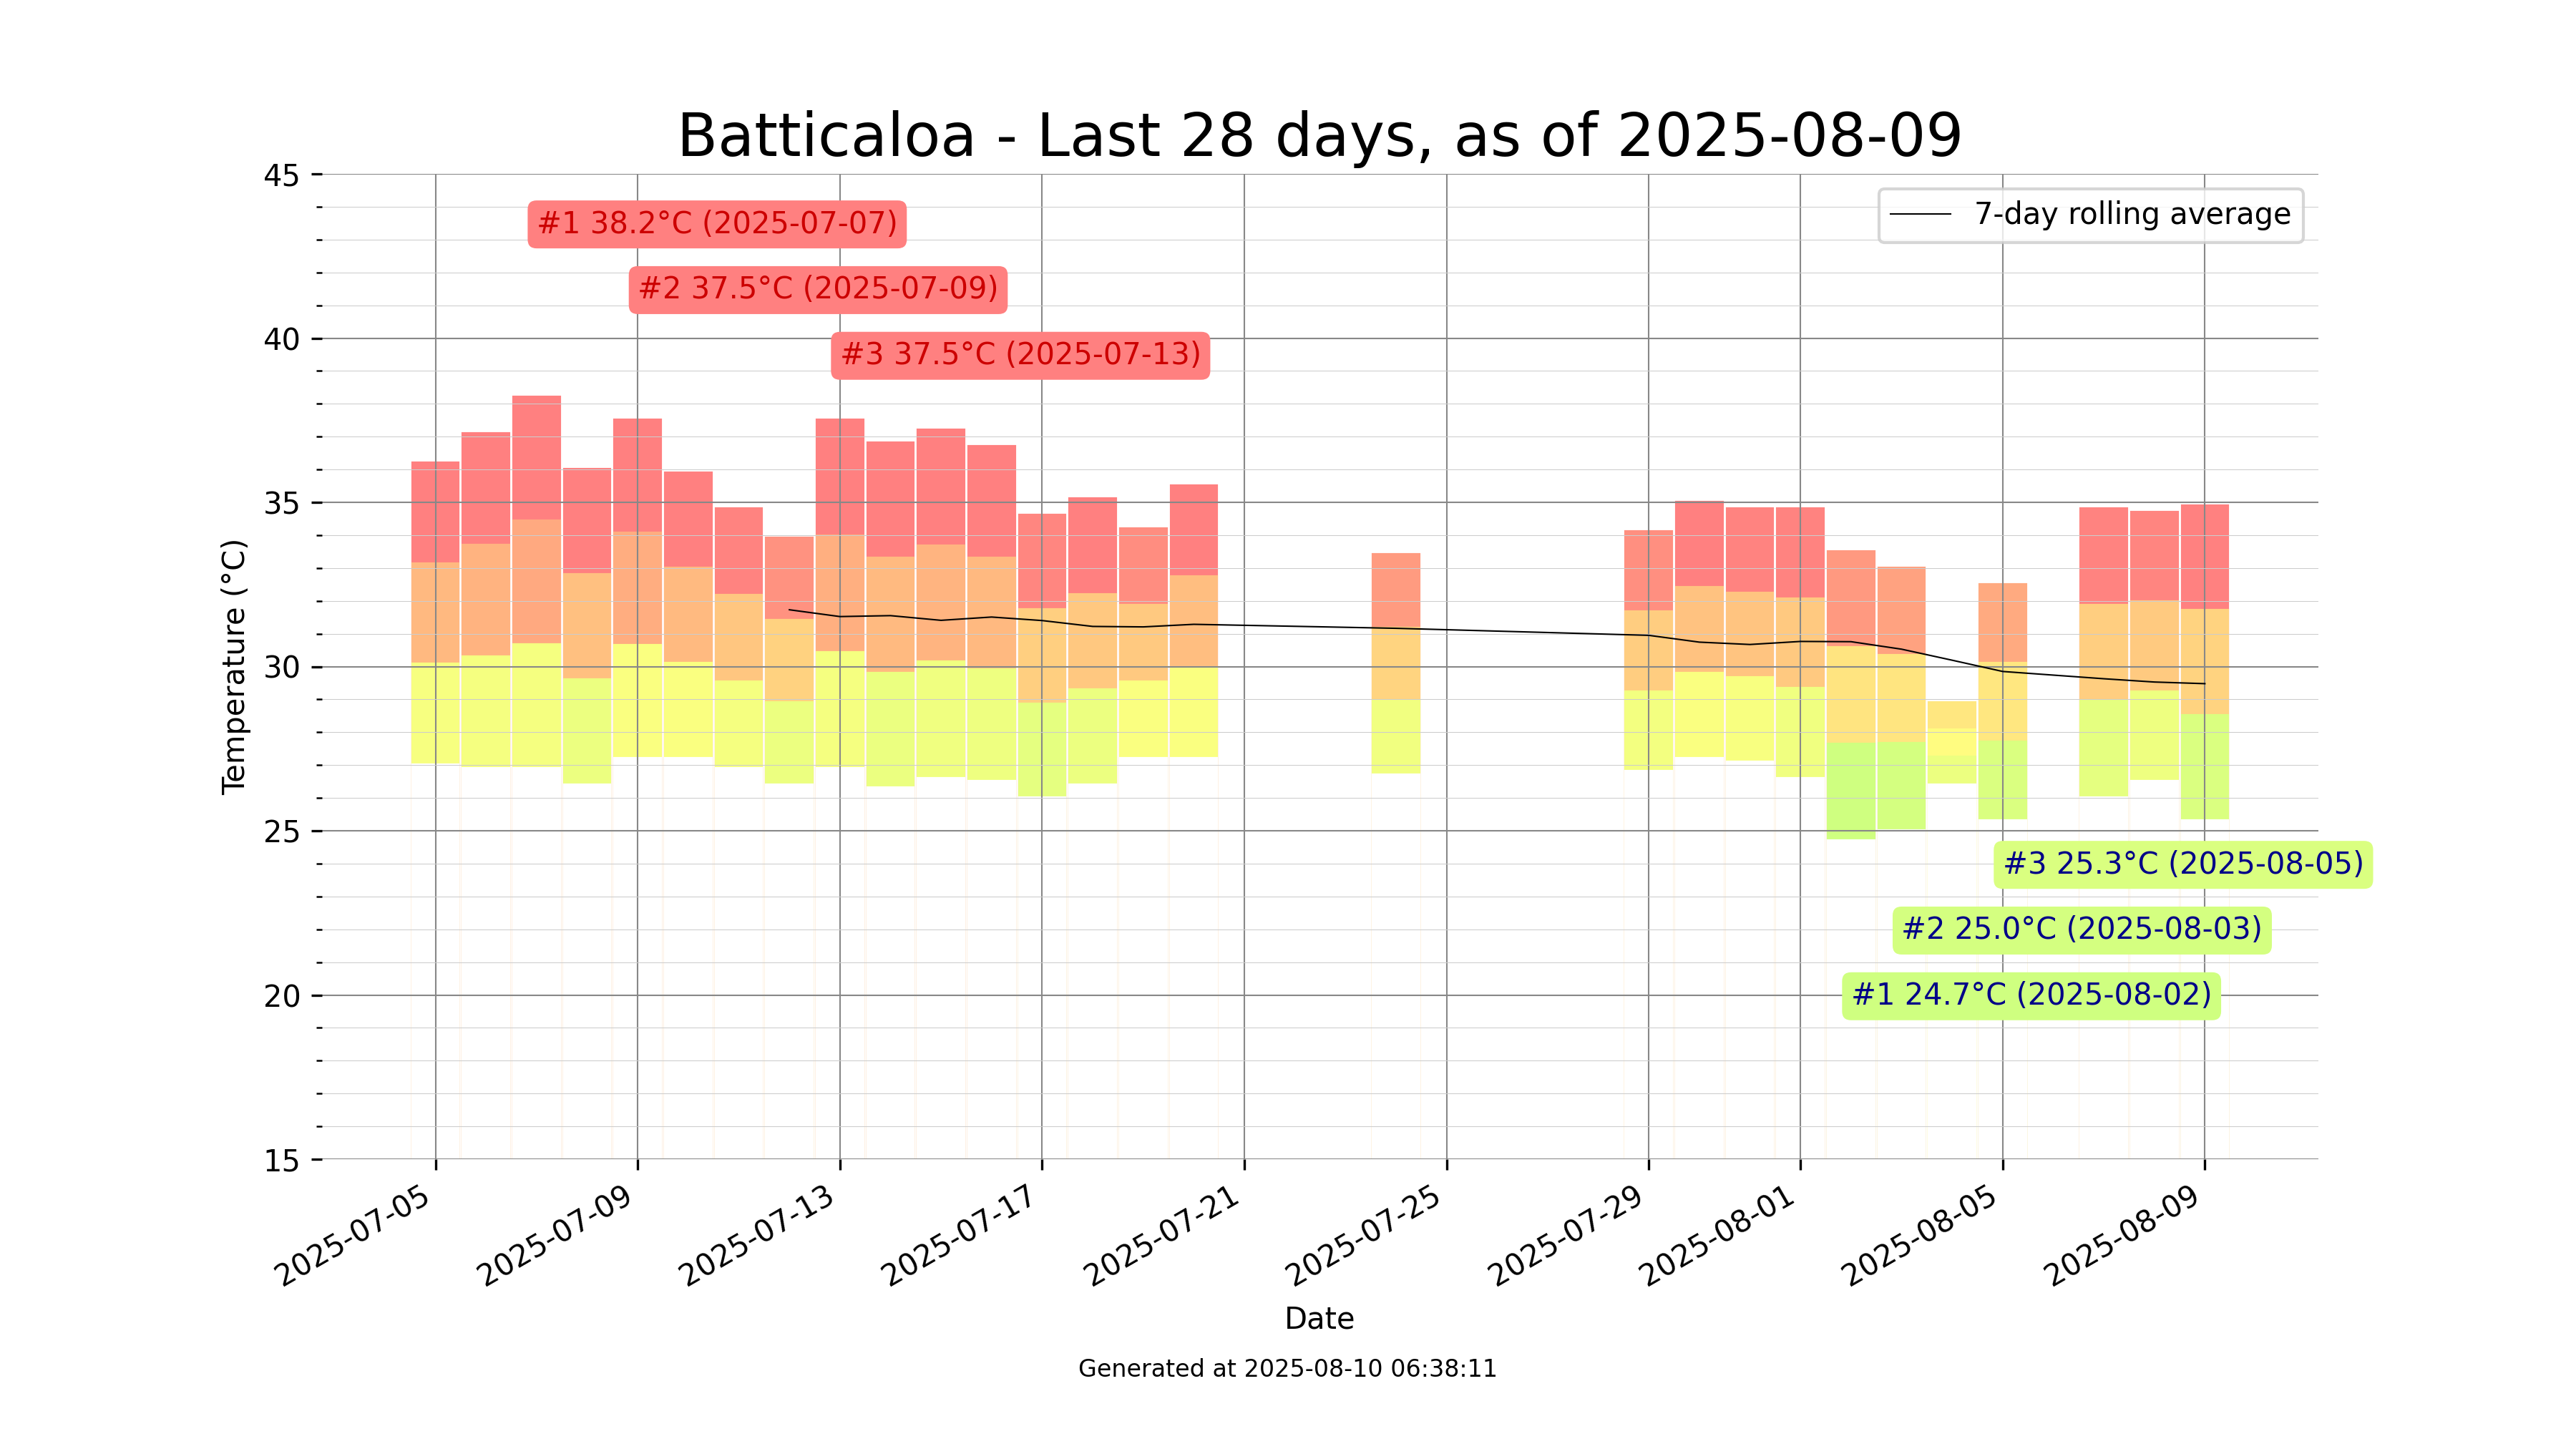 Batticaloa - Last 28 days, as of 2025-08-09
45
40
35
30
25
20
15
Temperature (°C)
7-day rolling average
#1 38.2°C (2025-07-07)
#2 37.5°C (2025-07-09)
#3 37.5°C (2025-07-13)
#3 25.3°C (2025-08-05)
#2 25.0°C (2025-08-03)
#1 24.7°C (2025-08-02)
2025-07-05
2025-07-09
2025-07-13
2025-07-17
2025-07-21
2025-07-25
2025-07-29
2025-08-01
2025-08-05
2025-08-09
Date
Generated at 2025-08-10 06:38:11